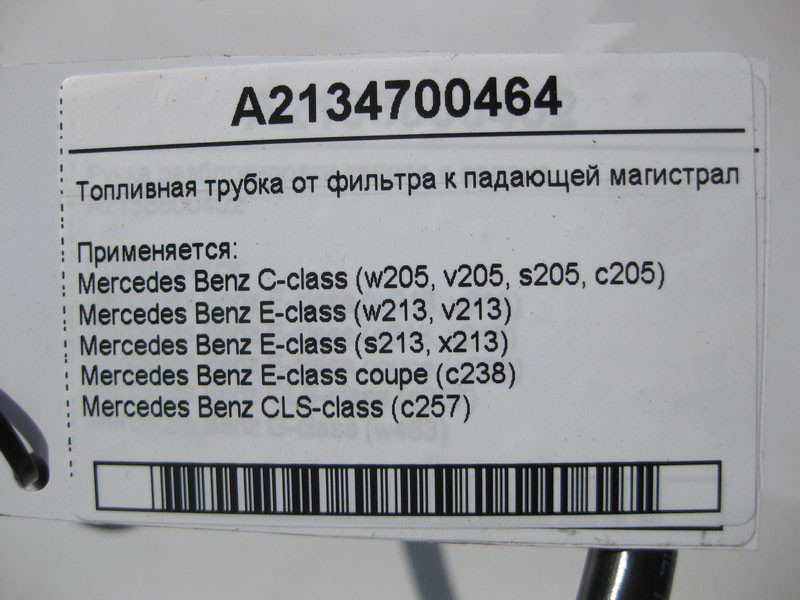 A2134700464
Топливная трубка от фильтра к падающей магистрал
Применяется:
Mercedes Benz C-class (w205, v205, s205, c205)
Mercedes Benz E-class (w213, v213)
Mercedes Benz E-class (s213, x213)
Mercedes Benz E-class coupe (c238)
Mercedes Benz CLS-class (c257)